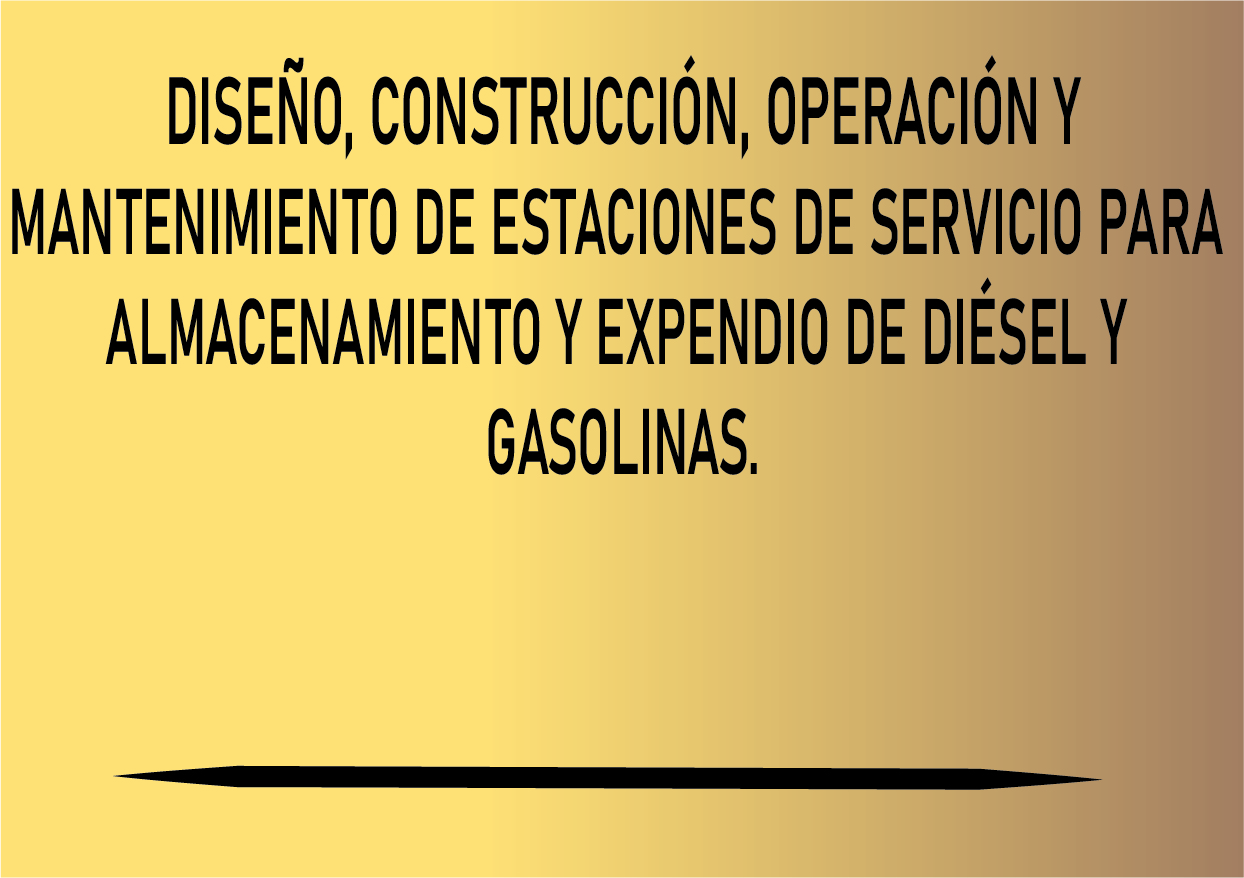 DISEÑO, CONSTRUCCIÓN, OPERACIÓN Y
MANTENIMIENTO DE ESTACIONES DE SERVICIO PARA
ALMACENAMIENTO Y EXPENDIO DE DIÉSEL Y
GASOLINAS.